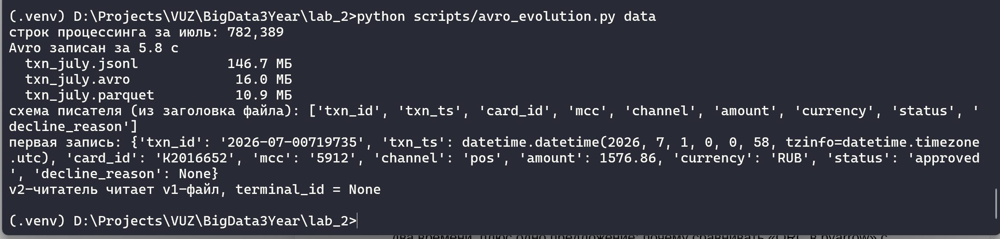 (.venv) D:\Projects\VUZ\BigData3Year\lab_2>python scripts/avro_evolution.py data
строк процессинга за июль: 782,389
Avro записан за 5.8 с
  txn_july.jsonl           146.7 МБ
  txn_july.avro             16.0 МБ
  txn_july.parquet          10.9 МБ
схема писателя (из заголовка файла): ['txn_id', 'txn_ts', 'card_id', 'mcc', 'channel', 'amount', 'currency', 'status', '
decline_reason']
первая запись: {'txn_id': '2026-07-00719735', 'txn_ts': datetime.datetime(2026, 7, 1, 0, 0, 58, tzinfo=datetime.timezone
.utc), 'card_id': 'K2016652', 'mcc': '5912', 'channel': 'pos', 'amount': 1576.86, 'currency': 'RUB', 'status': 'approved
', 'decline_reason': None}
v2-читатель читает v1-файл, terminal_id = None
(.venv) D:\Projects\VUZ\BigData3Year\lab_2>
два времени, плюс одно предложение: почему сравнивать «ORC в pyarrow» с